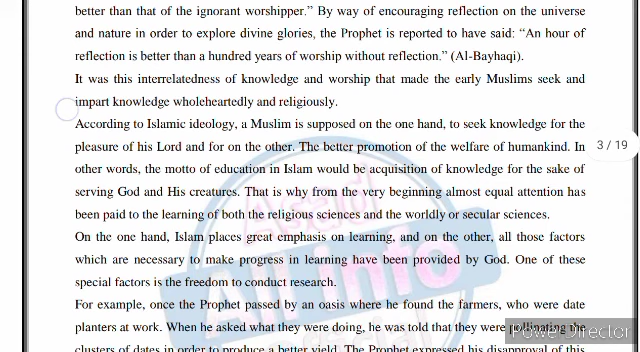 better than that of the ignorant worshipper.” By way of encouraging reflection on the universe
and nature in order to explore divine glories, the Prophet is reported to have said: “An hour of
reflection is better than a hundred years of worship without reflection.” (Al-Bayhaqi).
It was this interrelatedness of knowledge and worship that made the early Muslims seek and
impart knowledge wholeheartedly and religiously.
According to Islamic ideology, a Muslim is supposed on the one hand, to seek knowledge for the
pleasure of his Lord and for on the other. The better promotion of the welfare of humankind. In
3 / 19
other words, the motto of education in Islam would be acquisition of knowledge for the sake of
serving God and His creatures. That is why from the very beginning almost equal attention has
been paid to the learning of both the religious sciences and the worldly or secular sciences.
On the one hand, Islam places great emphasis on learning, and on the other, all those factors
which are necessary to make progress in learning have been provided by God. One of these
special factors is the freedom to conduct research.
For example, once the Prophet passed by an oasis where he found the farmers, who were date
planters at work. When he asked what they were doing, he was told that they were pollinating the
clusters of dates in order to produce a better yield. The Prophet expressed his disapproval of this
Asad
All info
PowerDirector